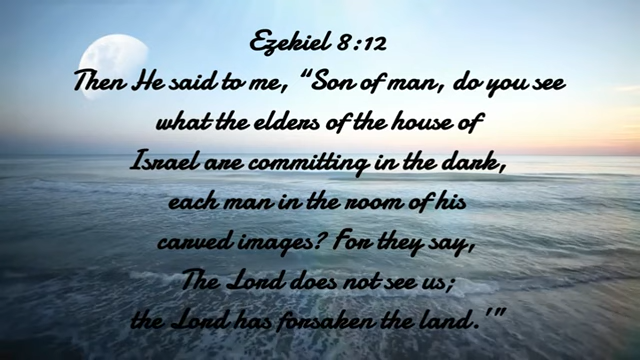 Ezekiel 8:12
Then He said to me, “Son of man, do you see
what the elders of the house of
Israel are committing in the dark,
each man in the room of his
carved images? For they say,
The Lord does not see us;
the Lord has forsaken the land.’”